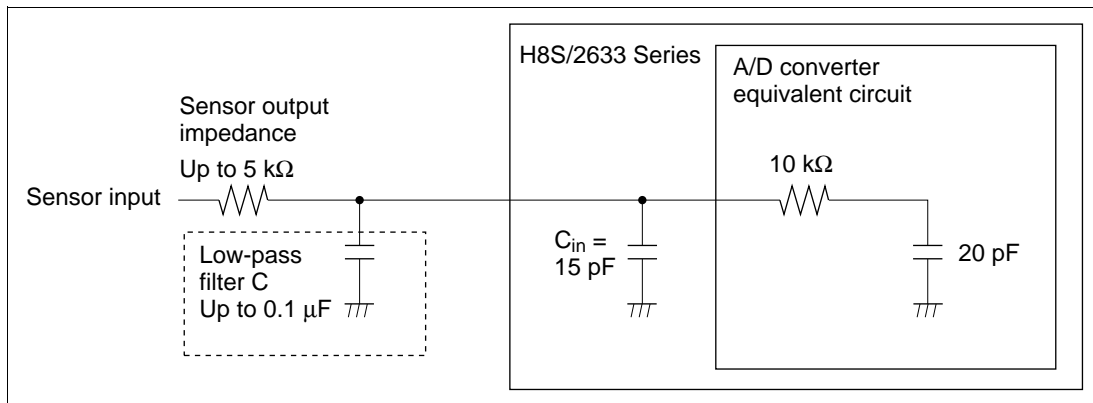 H8S/2633 Series
A/D converter
equivalent circuit
Sensor output
impedance
Up to 5 kΩ
10 kΩ
Sensor input
Low-pass
filter C
Up to 0.1 μF
Cin =
15 pF
20 pF